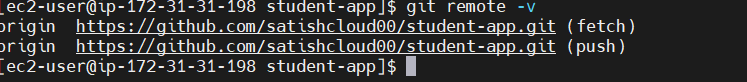 [ec2-user@ip-172-31-31-198 student-app]$ git remote -v
origin  https://github.com/satishcloud00/student-app.git (fetch)
origin  https://github.com/satishcloud00/student-app.git (push)
[ec2-user@ip-172-31-31-198 student-app]$